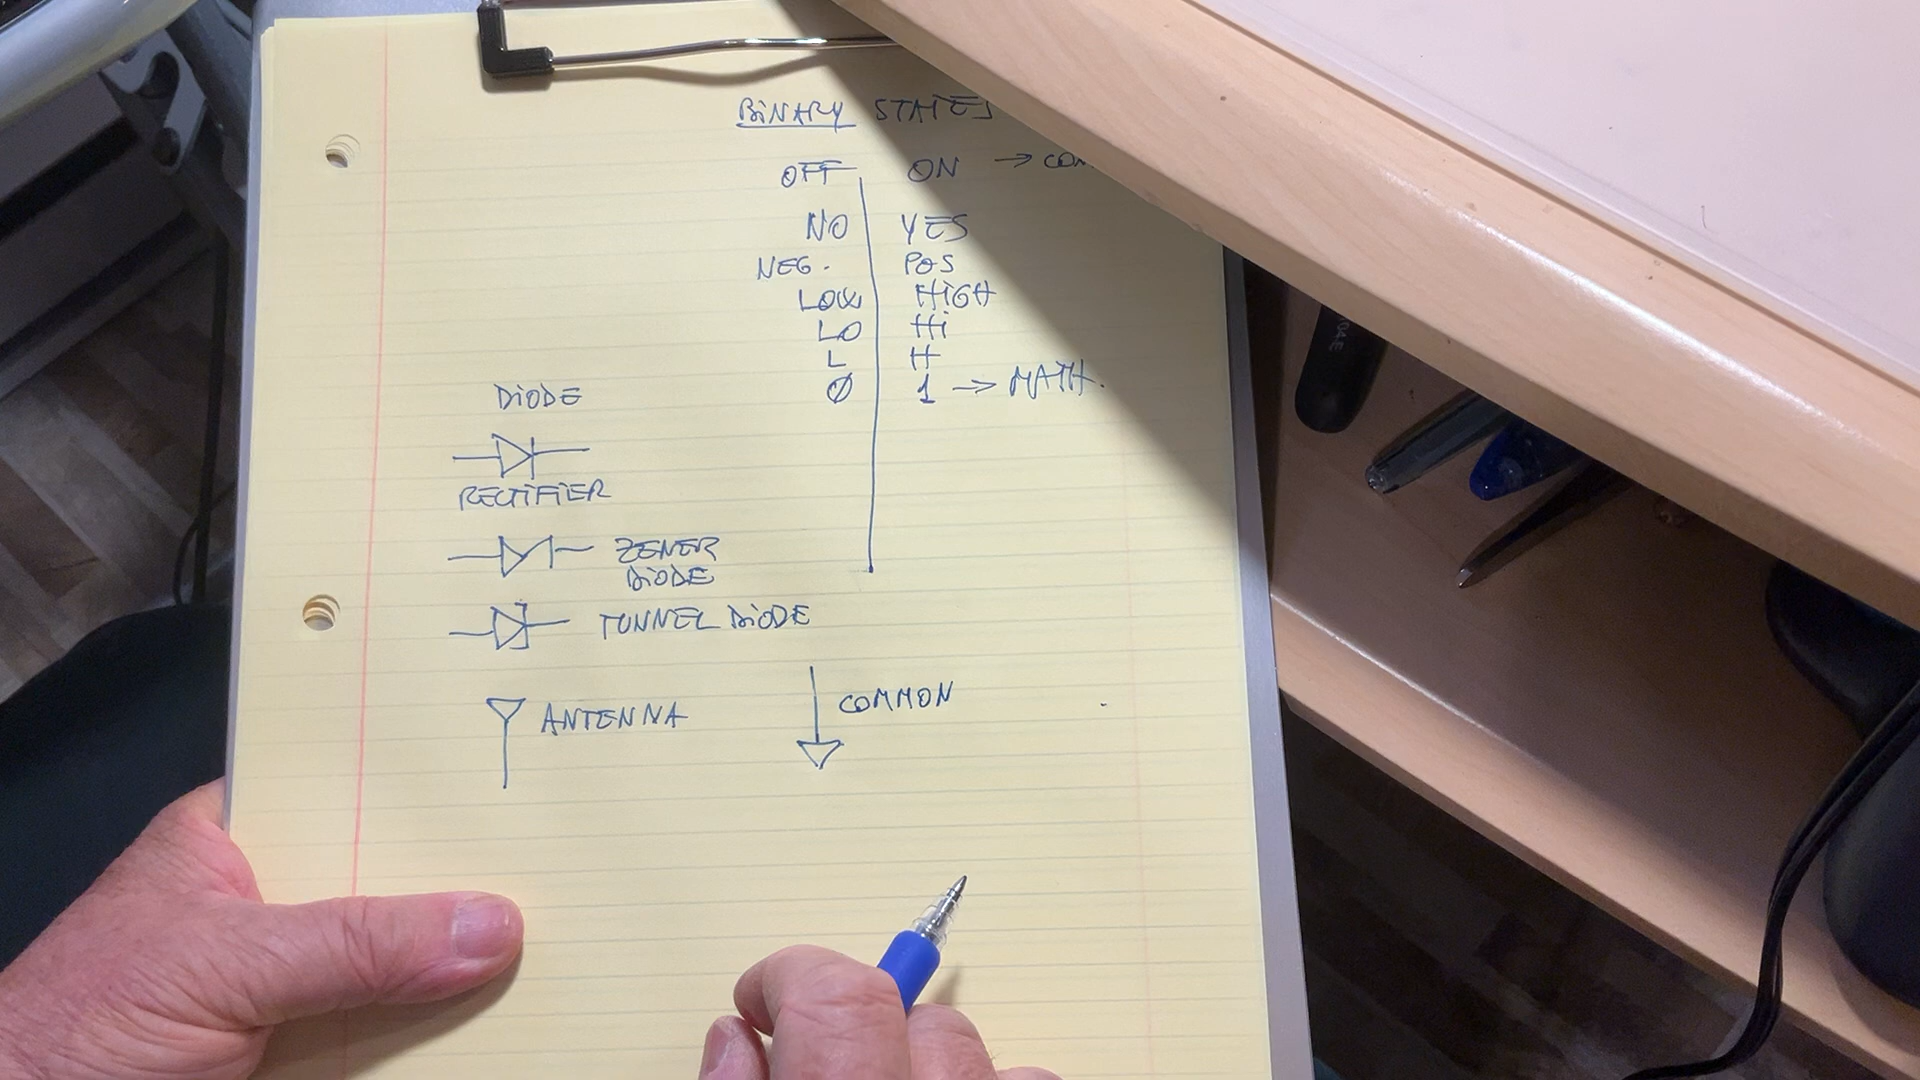 BINARY STATES
OFF ON →
NO YES
NEG. POS
LOW HIGH
LO Hi
L H
Ø 1 → MATH.
DIODE
RECTIFIER
ZENER
DIODE
TUNNEL DIODE
ANTENNA
COMMON